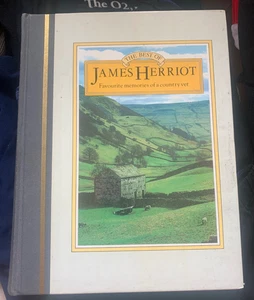 The O2,
THE BEST OF
JAMES HERRIOT
Favourite memories of a country vet